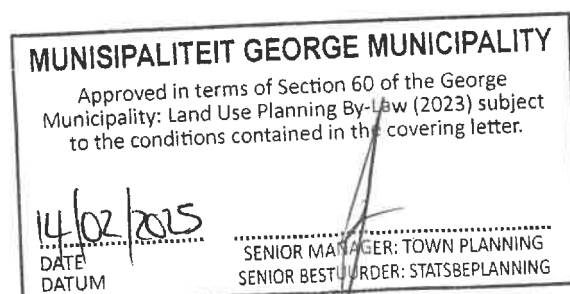 MUNISIPALITEIT GEORGE MUNICIPALITY
Approved in terms of Section 60 of the George
Municipality: Land Use Planning By-Law (2023) subject
to the conditions contained in the covering letter.
14/02/2025
DATE
DATUM
SENIOR MANAGER: TOWN PLANNING
SENIOR BESTUURDER: STATSBEPLANNING